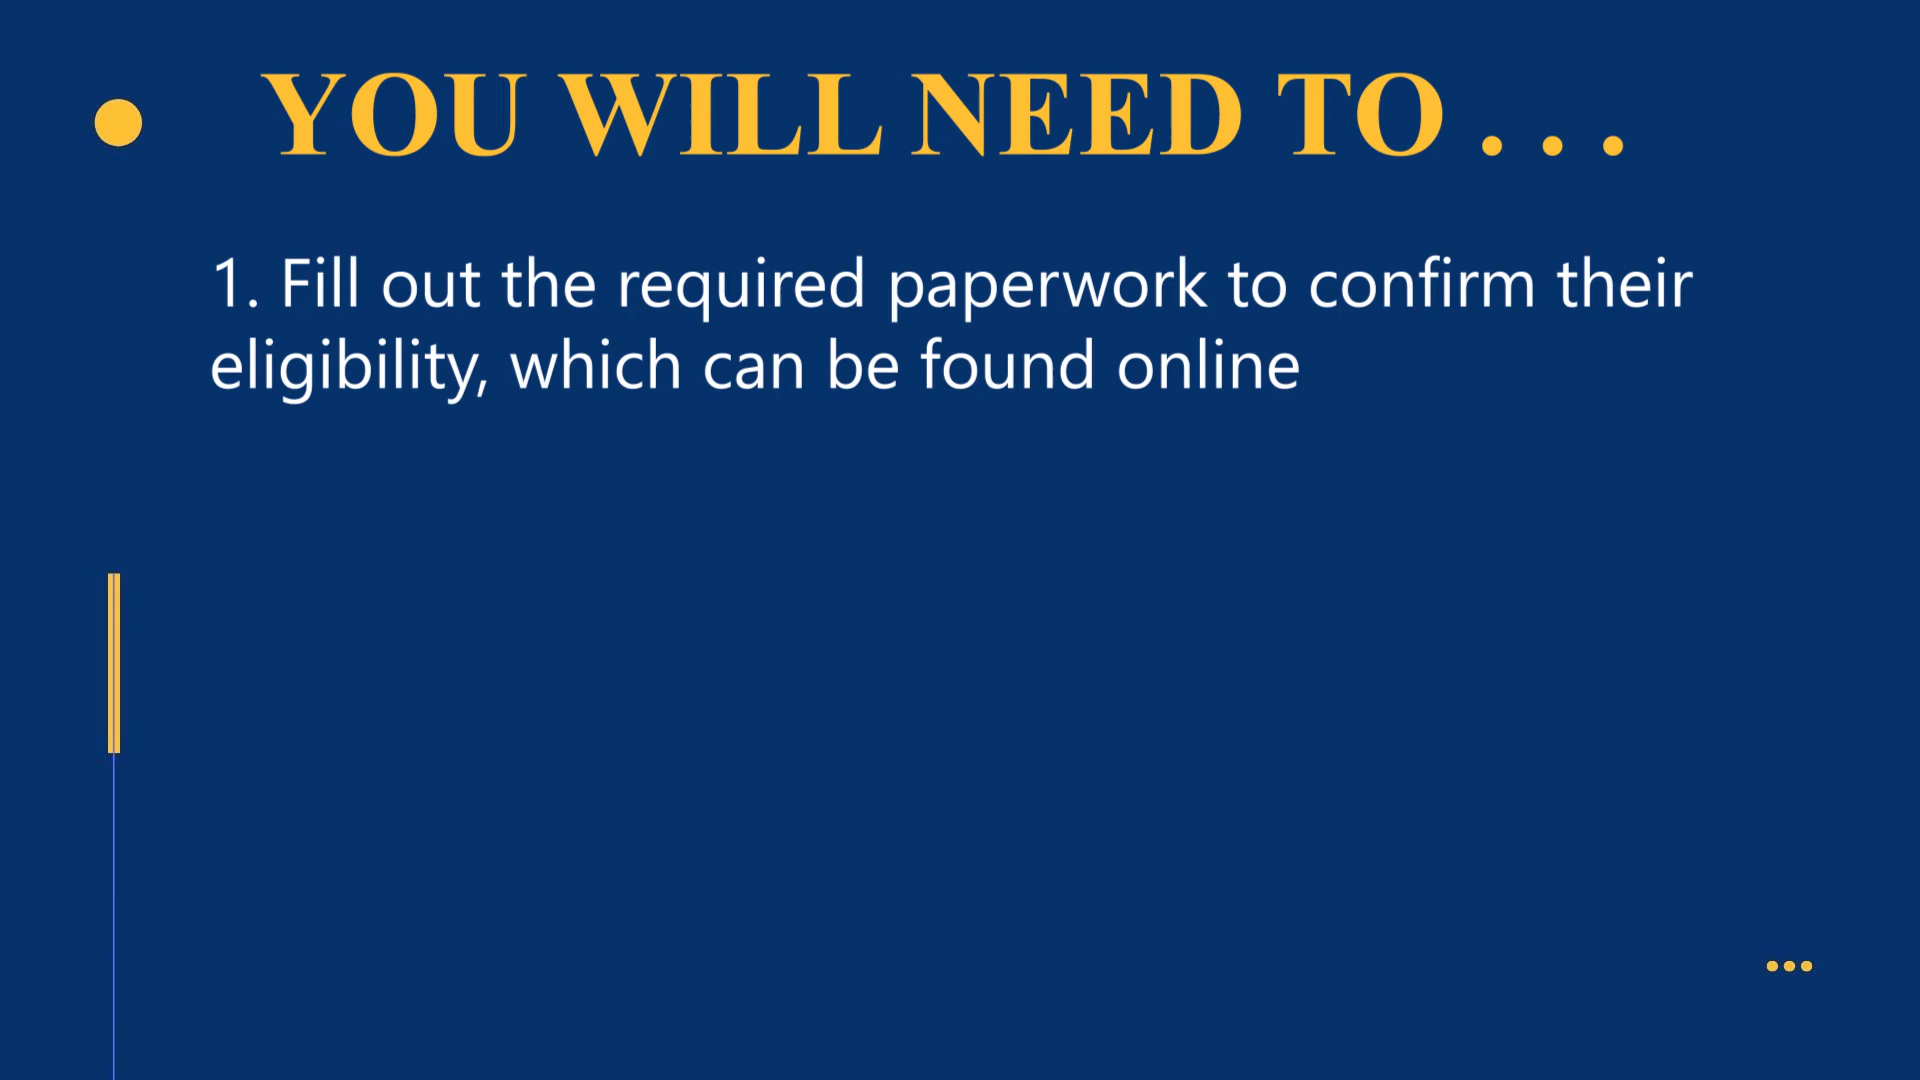 YOU WILL NEED TO . . .
1. Fill out the required paperwork to confirm their
eligibility, which can be found online